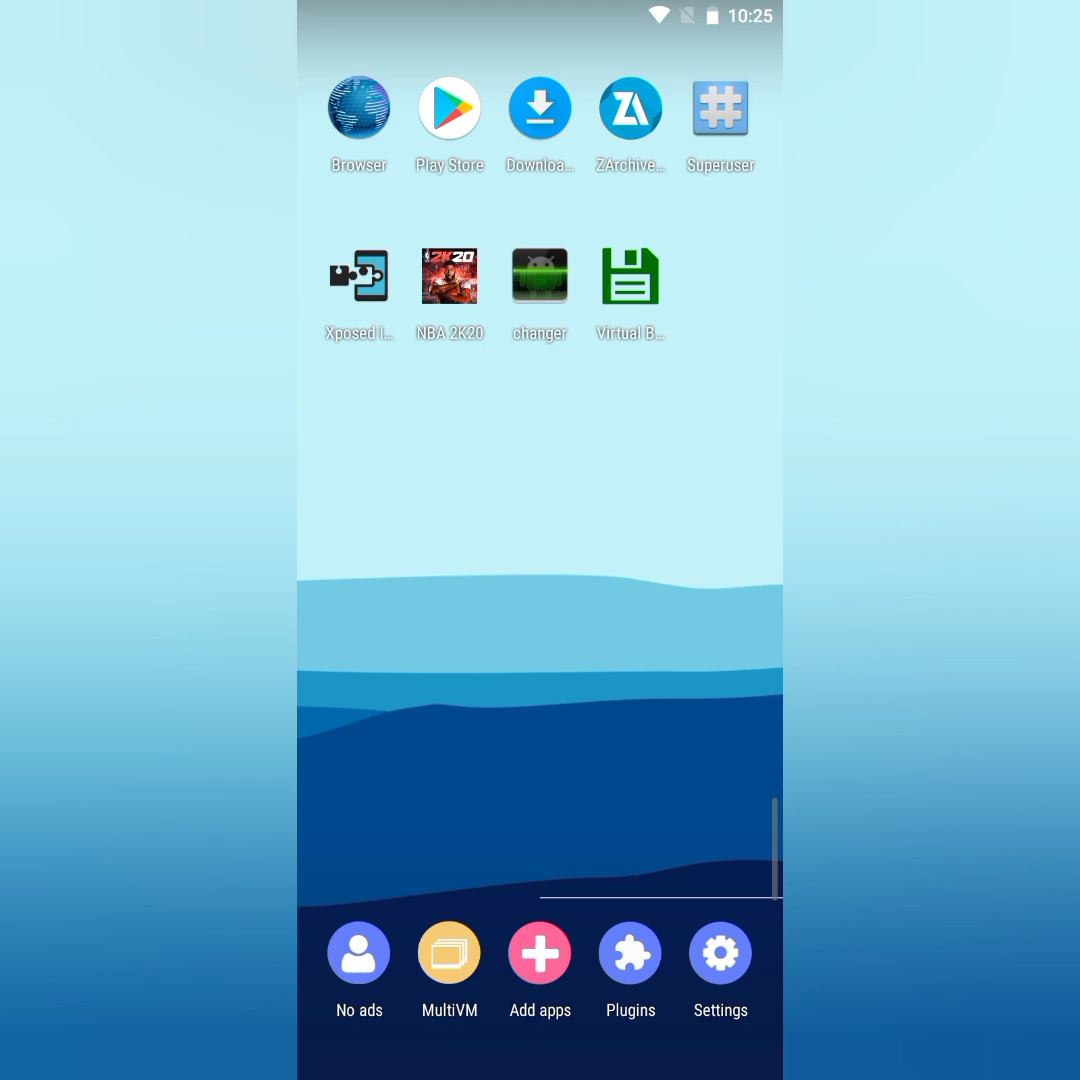 10:25
Browser
Play Store
Downloa...
ZArchive...
Superuser
2K20
Xposed I...
NBA 2K20
changer
Virtual B...
No ads
MultiVM
Add apps
Plugins
Settings